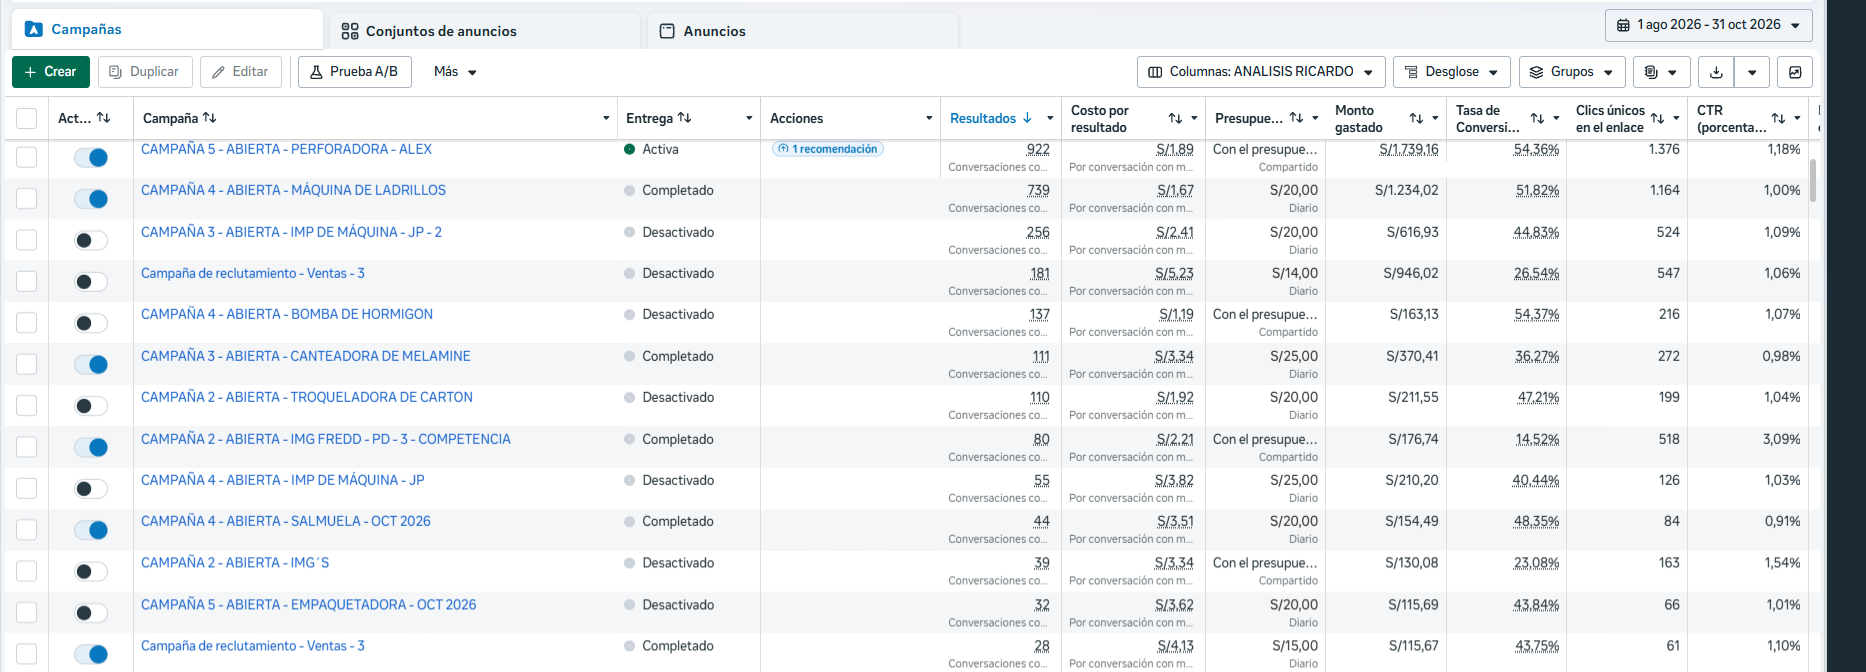 Campañas
Conjuntos de anuncios
Anuncios
1 ago 2026 - 31 oct 2026
+ Crear
Duplicar
Editar
Prueba A/B
Más
Columnas: ANALISIS RICARDO
Desglose
Grupos
Act... Campaña Entrega Acciones Resultados Costo por resultado Presupue... Monto gastado Tasa de Conversi... Clics únicos en el enlace CTR (porcenta...
CAMPAÑA 5 - ABIERTA - PERFORADORA - ALEX Activa 1 recomendación 922 S/1,89 Con el presupue... S/1.739,16 54,36% 1.376 1,18%
Conversaciones co... Por conversación con m... Compartido
CAMPAÑA 4 - ABIERTA - MÁQUINA DE LADRILLOS Completado 739 S/1,67 S/20,00 S/1.234,02 51,82% 1.164 1,00%
Conversaciones co... Por conversación con m... Diario
CAMPAÑA 3 - ABIERTA - IMP DE MÁQUINA - JP - 2 Desactivado 256 S/2,41 S/20,00 S/616,93 44,83% 524 1,09%
Conversaciones co... Por conversación con m... Diario
Campaña de reclutamiento - Ventas - 3 Desactivado 181 S/5,23 S/14,00 S/946,02 26,54% 547 1,06%
Conversaciones co... Por conversación con m... Diario
CAMPAÑA 4 - ABIERTA - BOMBA DE HORMIGON Desactivado 137 S/1,19 Con el presupue... S/163,13 54,37% 216 1,07%
Conversaciones co... Por conversación con m... Compartido
CAMPAÑA 3 - ABIERTA - CANTEADORA DE MELAMINE Completado 111 S/3,34 S/25,00 S/370,41 36,27% 272 0,98%
Conversaciones co... Por conversación con m... Diario
CAMPAÑA 2 - ABIERTA - TROQUELADORA DE CARTON Desactivado 110 S/1,92 S/20,00 S/211,55 47,21% 199 1,04%
Conversaciones co... Por conversación con m... Diario
CAMPAÑA 2 - ABIERTA - IMG FREDD - PD - 3 - COMPETENCIA Completado 80 S/2,21 Con el presupue... S/176,74 14,52% 518 3,09%
Conversaciones co... Por conversación con m... Compartido
CAMPAÑA 4 - ABIERTA - IMP DE MÁQUINA - JP Desactivado 55 S/3,82 S/25,00 S/210,20 40,44% 126 1,03%
Conversaciones co... Por conversación con m... Diario
CAMPAÑA 4 - ABIERTA - SALMUELA - OCT 2026 Completado 44 S/3,51 S/20,00 S/154,49 48,35% 84 0,91%
Conversaciones co... Por conversación con m... Diario
CAMPAÑA 2 - ABIERTA - IMG´S Desactivado 39 S/3,34 Con el presupue... S/130,08 23,08% 163 1,54%
Conversaciones co... Por conversación con m... Compartido
CAMPAÑA 5 - ABIERTA - EMPAQUETADORA - OCT 2026 Desactivado 32 S/3,62 S/20,00 S/115,69 43,84% 66 1,01%
Conversaciones co... Por conversación con m... Diario
Campaña de reclutamiento - Ventas - 3 Completado 28 S/4,13 S/15,00 S/115,67 43,75% 61 1,10%
Conversaciones co... Por conversación con m... Diario